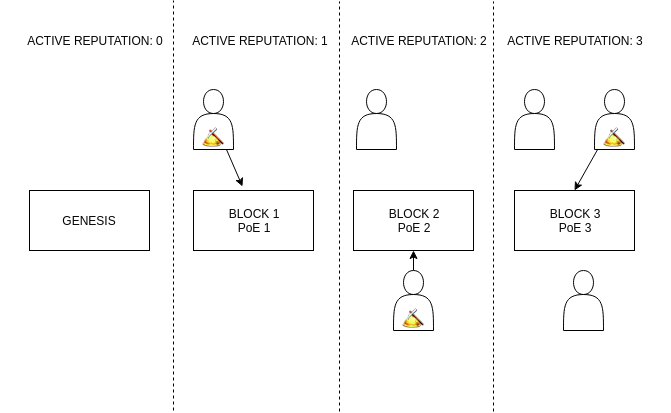 ACTIVE REPUTATION: 0
ACTIVE REPUTATION: 1
ACTIVE REPUTATION: 2
ACTIVE REPUTATION: 3
GENESIS
BLOCK 1
PoE 1
BLOCK 2
PoE 2
BLOCK 3
PoE 3